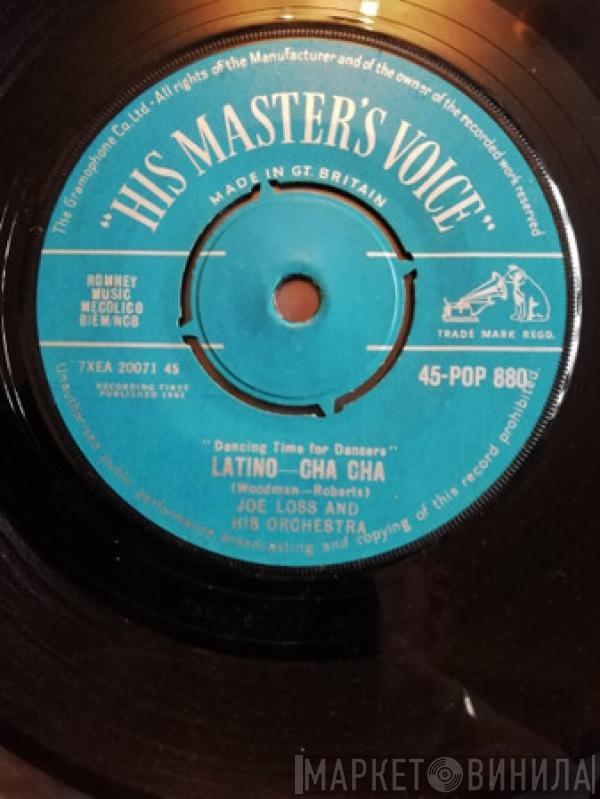 The Gramophone Co. Ltd · All rights of the Manufacturer and of the owner of the recorded work reserved
"HIS MASTER'S VOICE"
MADE IN GT. BRITAIN
ROMNEY
MUSIC
MECOLICO
BIEM/NCB
TRADE MARK REGD.
7XEA 20071 45
45-POP 880
RECORDING FIRST
PUBLISHED 1961
"Dancing Time for Dancers"
LATINO—CHA CHA
(Woodman—Roberts)
JOE LOSS AND
HIS ORCHESTRA
Unauthorised public performance broadcasting and copying of this record prohibited.
МАРКЕТ ВИНИЛА